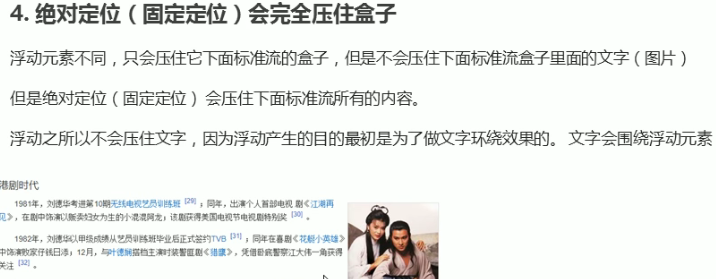 4. 绝对定位（固定定位）会完全压住盒子
浮动元素不同，只会压住它下面标准流的盒子，但是不会压住下面标准流盒子里面的文字（图片）
但是绝对定位（固定定位） 会压住下面标准流所有的内容。
浮动之所以不会压住文字，因为浮动产生的目的最初是为了做文字环绕效果的。 文字会围绕浮动元素
港剧时代
1981年，刘德华考进第10期无线电视艺员训练班 [29] ；同年，出演个人首部电视 剧《江湖再
见》，在剧中饰演以贩卖妇女为生的小混混阿龙；该剧获得美国电视节电视剧特别奖 [30] 。
1982年，刘德华以甲级成绩从艺员训练班毕业后正式签约TVB [31] ；同年在喜剧《花艇小英雄》
中饰演败家仔钱日添；12月，与叶德娴搭档主演时装警匪剧《猎鹰》，凭借卧底警察江大伟一角获得
关注 [32] 。